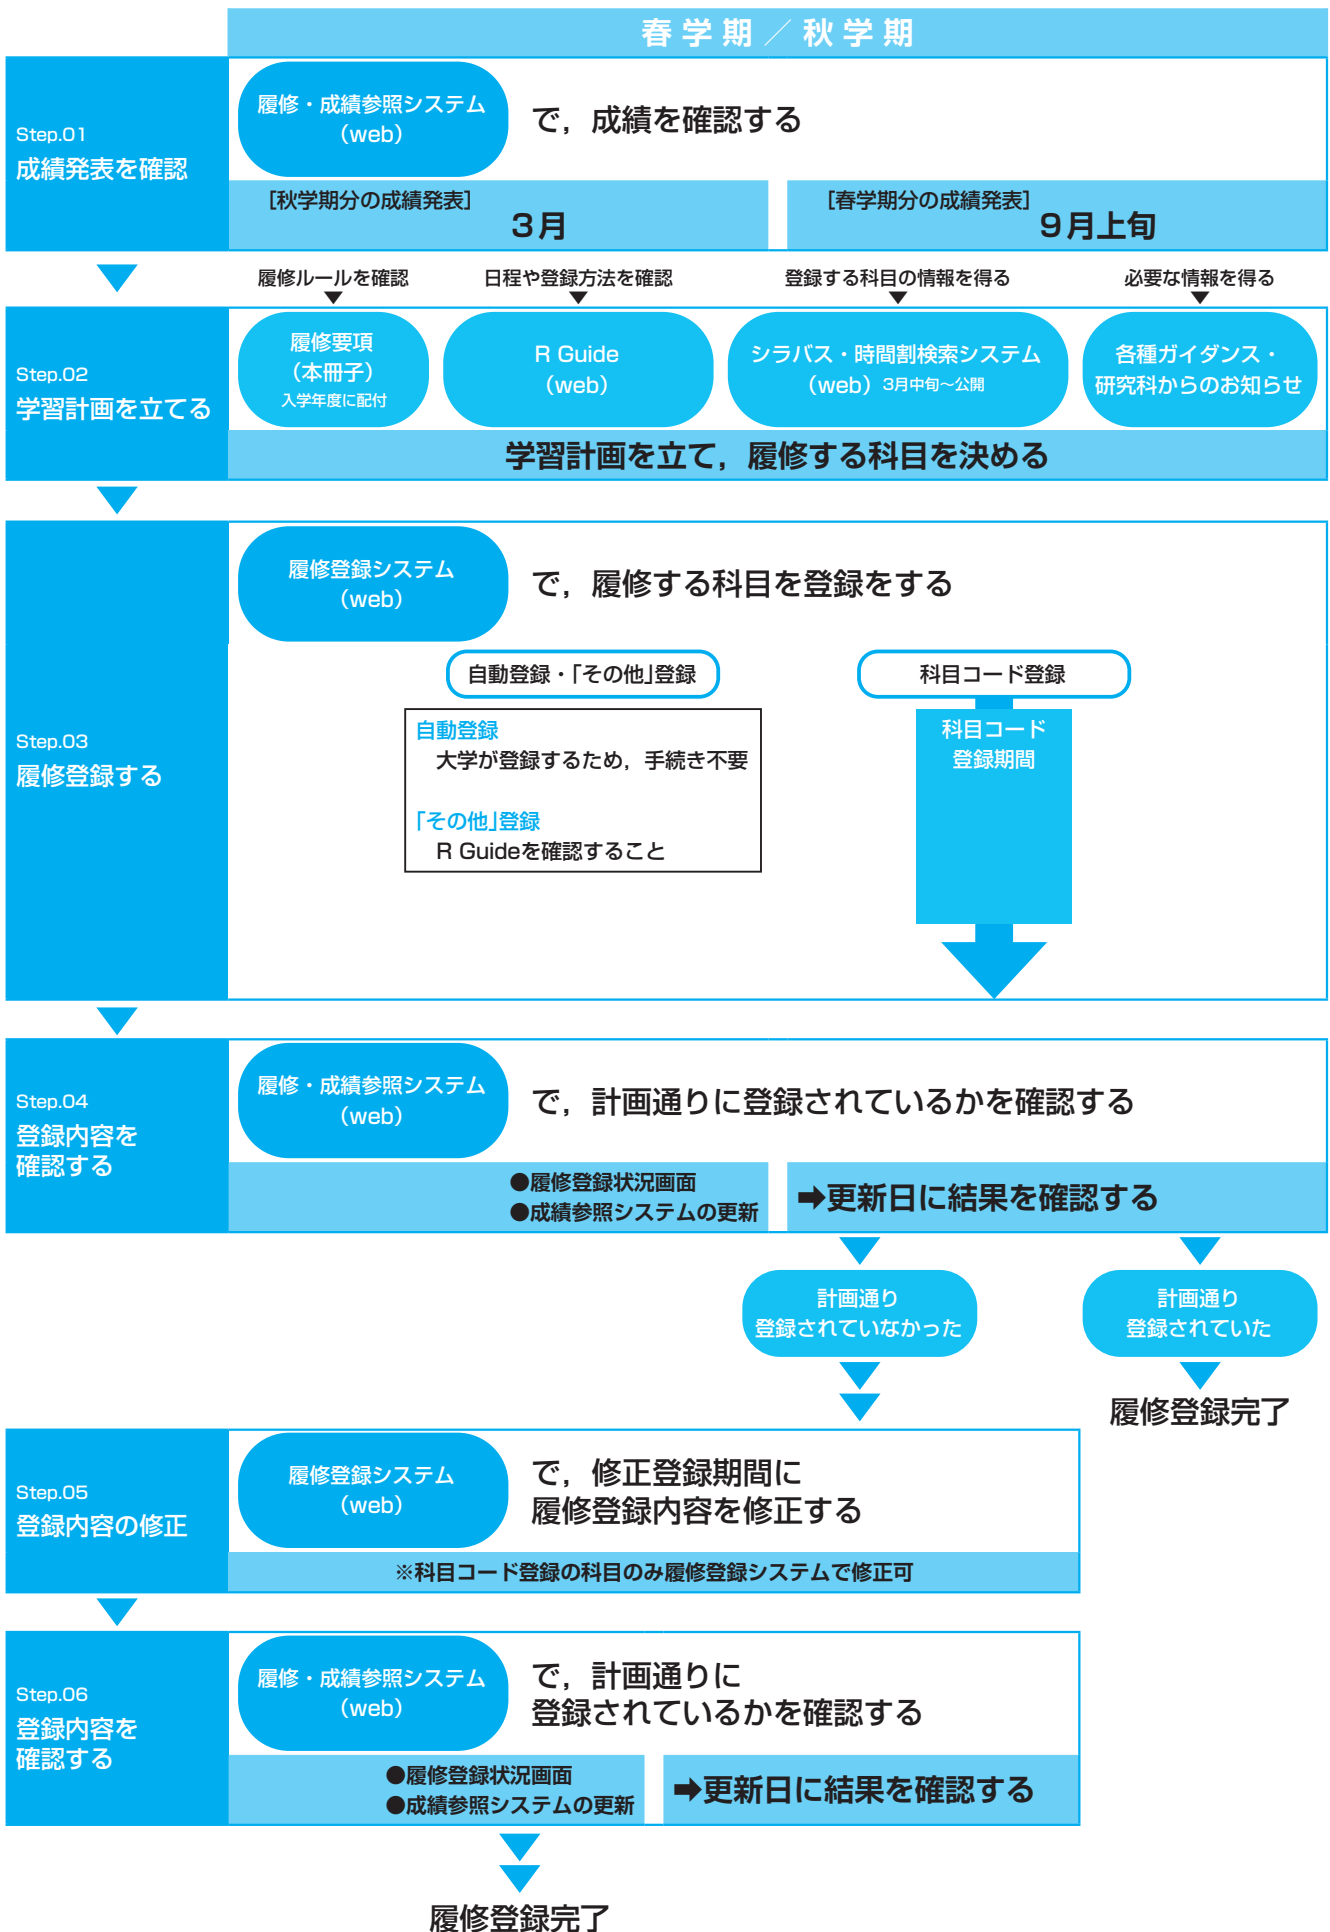 春学期／秋学期
Step.01
成績発表を確認
履修・成績参照システム
（web）
で，成績を確認する
［秋学期分の成績発表］
３月
［春学期分の成績発表］
９月上旬
履修ルールを確認
日程や登録方法を確認
登録する科目の情報を得る
必要な情報を得る
Step.02
学習計画を立てる
履修要項
（本冊子）
入学年度に配付
R Guide
（web）
シラバス・時間割検索システム
（web）3月中旬～公開
各種ガイダンス・
研究科からのお知らせ
学習計画を立て，履修する科目を決める
Step.03
履修登録する
履修登録システム
（web）
で，履修する科目を登録をする
自動登録・「その他」登録
自動登録
大学が登録するため，手続き不要
「その他」登録
R Guideを確認すること
科目コード登録
科目コード
登録期間
Step.04
登録内容を
確認する
履修・成績参照システム
（web）
で，計画通りに登録されているかを確認する
●履修登録状況画面
●成績参照システムの更新
➡更新日に結果を確認する
計画通り
登録されていなかった
計画通り
登録されていた
履修登録完了
Step.05
登録内容の修正
履修登録システム
（web）
で，修正登録期間に
履修登録内容を修正する
※科目コード登録の科目のみ履修登録システムで修正可
Step.06
登録内容を
確認する
履修・成績参照システム
（web）
で，計画通りに
登録されているかを確認する
●履修登録状況画面
●成績参照システムの更新
➡更新日に結果を確認する
履修登録完了